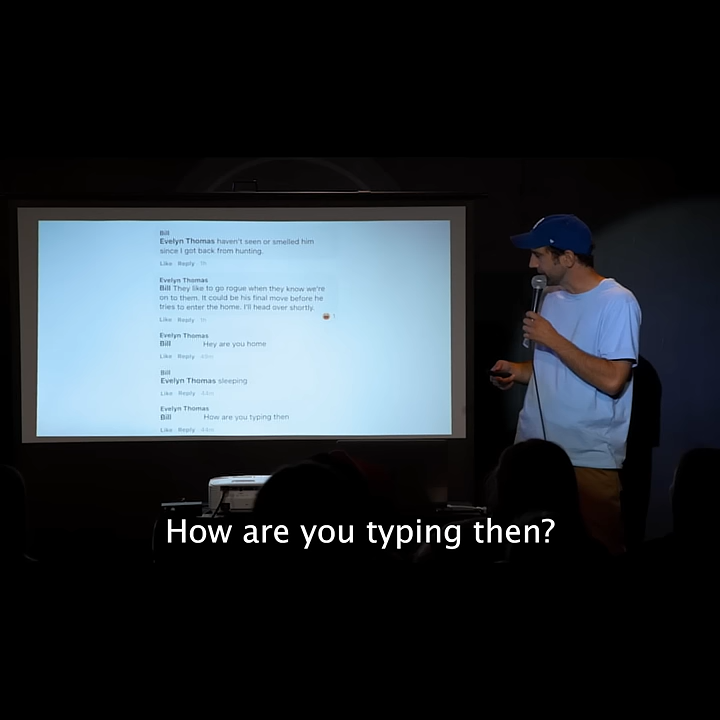 Bill
Evelyn Thomas haven't seen or smelled him
since I got back from hunting.
Like Reply 1h
Evelyn Thomas
Bill They like to go rogue when they know we're
on to them. It could be his final move before he
tries to enter the home. I'll head over shortly.
Like Reply 1h
Evelyn Thomas
Bill Hey are you home
Like Reply
Bill
Evelyn Thomas sleeping
Like Reply 44m
Evelyn Thomas
Bill How are you typing then
Like Reply 44m
How are you typing then?